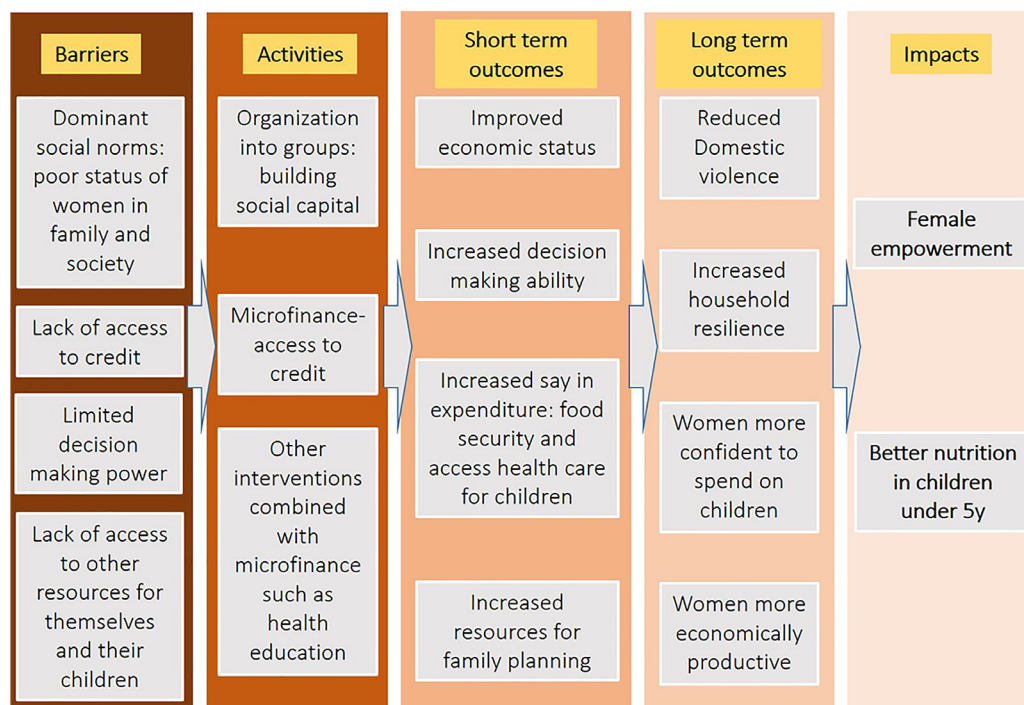 Barriers
Dominant
social norms:
poor status of
women in
family and
society
Lack of access
to credit
Limited
decision
making power
Lack of access
to other
resources for
themselves
and their
children
Activities
Organization
into groups:
building
social capital
Microfinance-
access to
credit
Other
interventions
combined
with
microfinance
such as
health
education
Short term
outcomes
Improved
economic status
Increased decision
making ability
Increased say in
expenditure: food
security and
access health care
for children
Increased
resources for
family planning
Long term
outcomes
Reduced
Domestic
violence
Increased
household
resilience
Women more
confident to
spend on
children
Women more
economically
productive
Impacts
Female
empowerment
Better nutrition
in children
under 5y